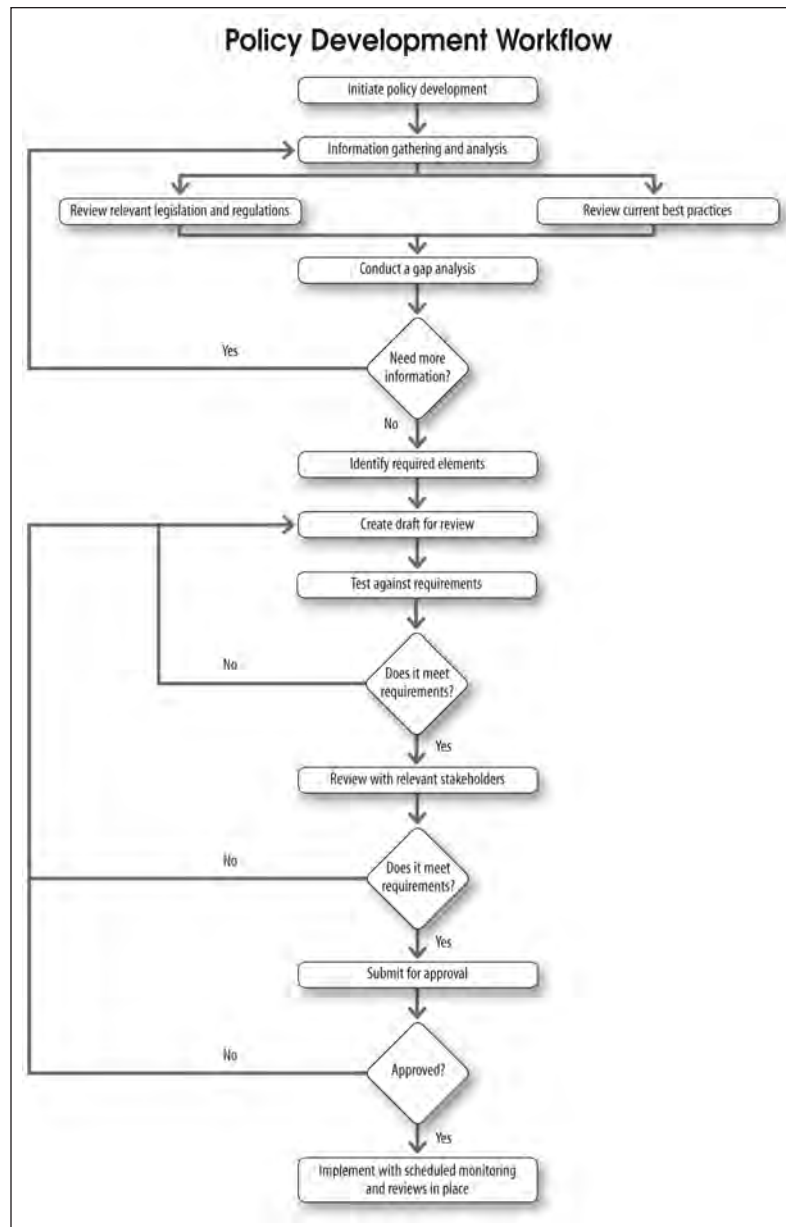 Policy Development Workflow
Initiate policy development
Information gathering and analysis
Review relevant legislation and regulations
Review current best practices
Conduct a gap analysis
Yes
Need more
information?
No
Identify required elements
Create draft for review
Test against requirements
No
Does it meet
requirements?
Yes
Review with relevant stakeholders
No
Does it meet
requirements?
Yes
Submit for approval
No
Approved?
Yes
Implement with scheduled monitoring
and reviews in place